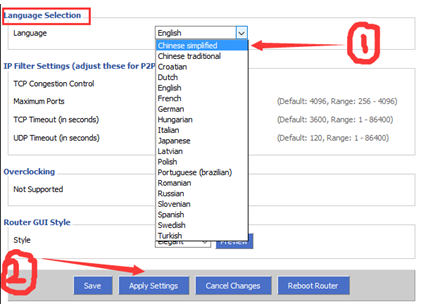 Language Selection
Language English
Chinese simplified
Chinese traditional
Croatian
Dutch
English
French
German
Hungarian
Italian
Japanese
Latvian
Polish
Portuguese (brazilian)
Romanian
Russian
Slovenian
Spanish
Swedish
Turkish
1
IP Filter Settings (adjust these for P2P
TCP Congestion Control
Maximum Ports (Default: 4096, Range: 256 - 4096)
TCP Timeout (in seconds) (Default: 3600, Range: 1 - 86400)
UDP Timeout (in seconds) (Default: 120, Range: 1 - 86400)
Overclocking
Not Supported
Router GUI Style
Style Elegant Preview
2
Save Apply Settings Cancel Changes Reboot Router